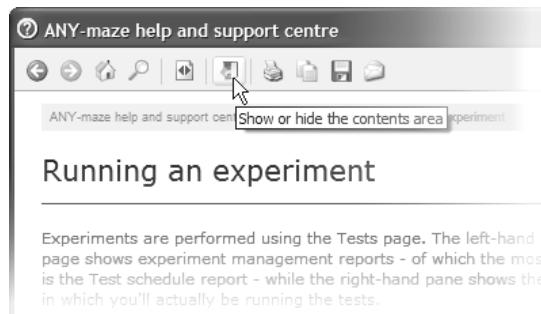 ANY-maze help and support centre
ANY-maze help and support cent
Show or hide the contents area
experiment
Running an experiment
Experiments are performed using the Tests page. The left-hand
page shows experiment management reports - of which the mos
is the Test schedule report - while the right-hand pane shows the
in which you'll actually be running the tests.